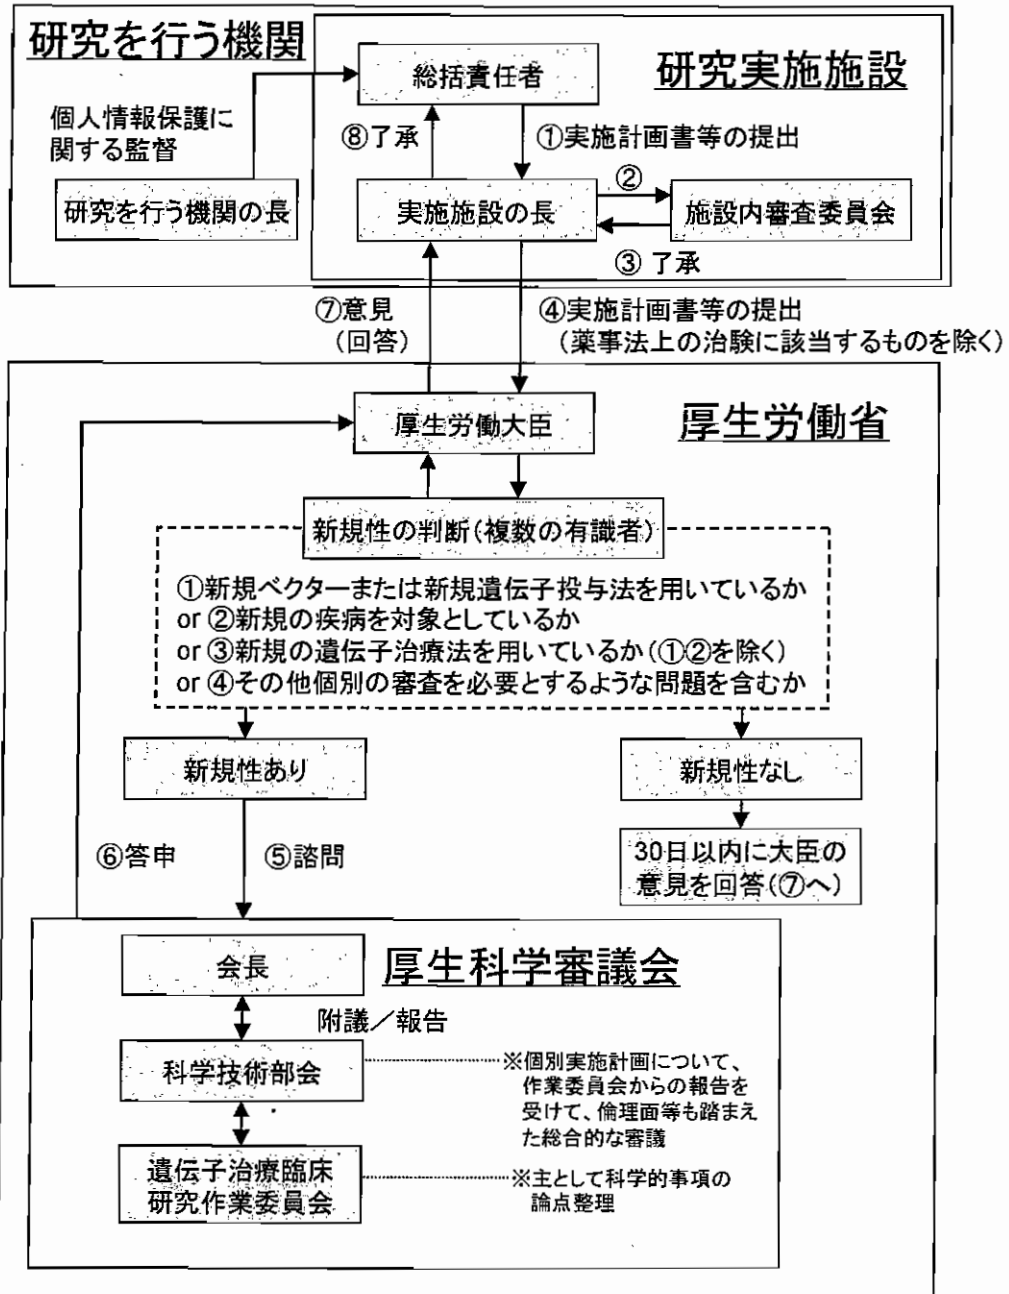 研究を行う機関
研究実施施設
総括責任者
個人情報保護に
関する監督
⑧了承
①実施計画書等の提出
②
研究を行う機関の長
実施施設の長
施設内審査委員会
③了承
⑦意見
(回答)
④実施計画書等の提出
(薬事法上の治験に該当するものを除く)
厚生労働省
厚生労働大臣
新規性の判断(複数の有識者)
①新規ベクターまたは新規遺伝子投与法を用いているか
or ②新規の疾病を対象としているか
or ③新規の遺伝子治療法を用いているか(①②を除く)
or ④その他個別の審査を必要とするような問題を含むか
新規性あり
新規性なし
⑥答申
⑤諮問
30日以内に大臣の
意見を回答(⑦へ)
厚生科学審議会
会長
附議／報告
科学技術部会
※個別実施計画について、
作業委員会からの報告を
受けて、倫理面等も踏まえ
た総合的な審議
遺伝子治療臨床
研究作業委員会
※主として科学的事項の
論点整理